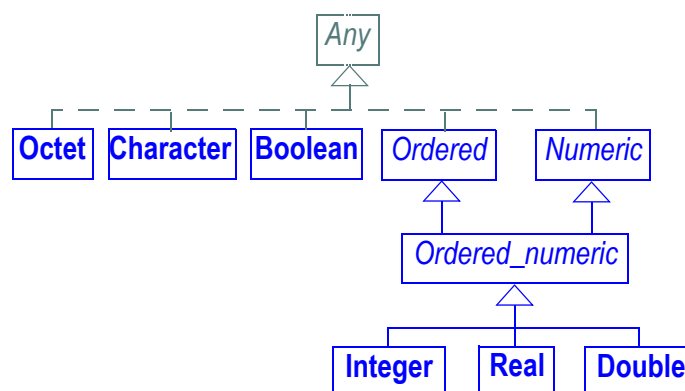 Any
Octet Character Boolean Ordered Numeric
Ordered_numeric
Integer Real Double